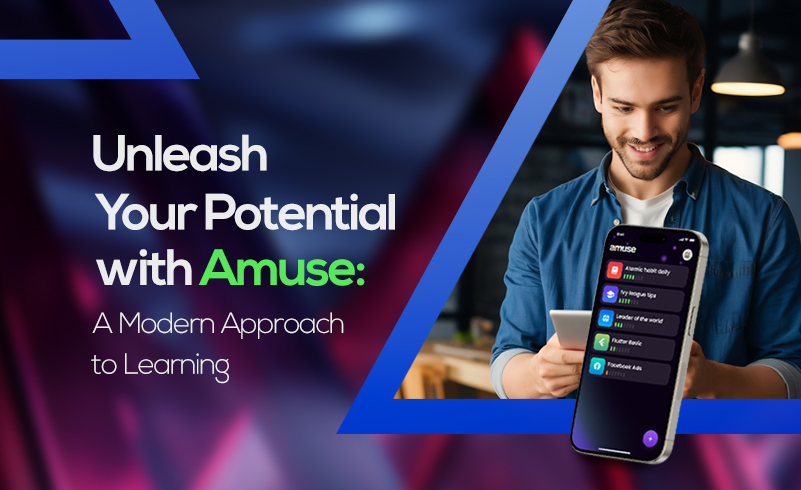 Unleash
Your Potential
with Amuse:
A Modern Approach
to Learning
amuse
Atomic habit daily
Ivy league tips
Leader of the world
Flutter Basic
Facebook Ads